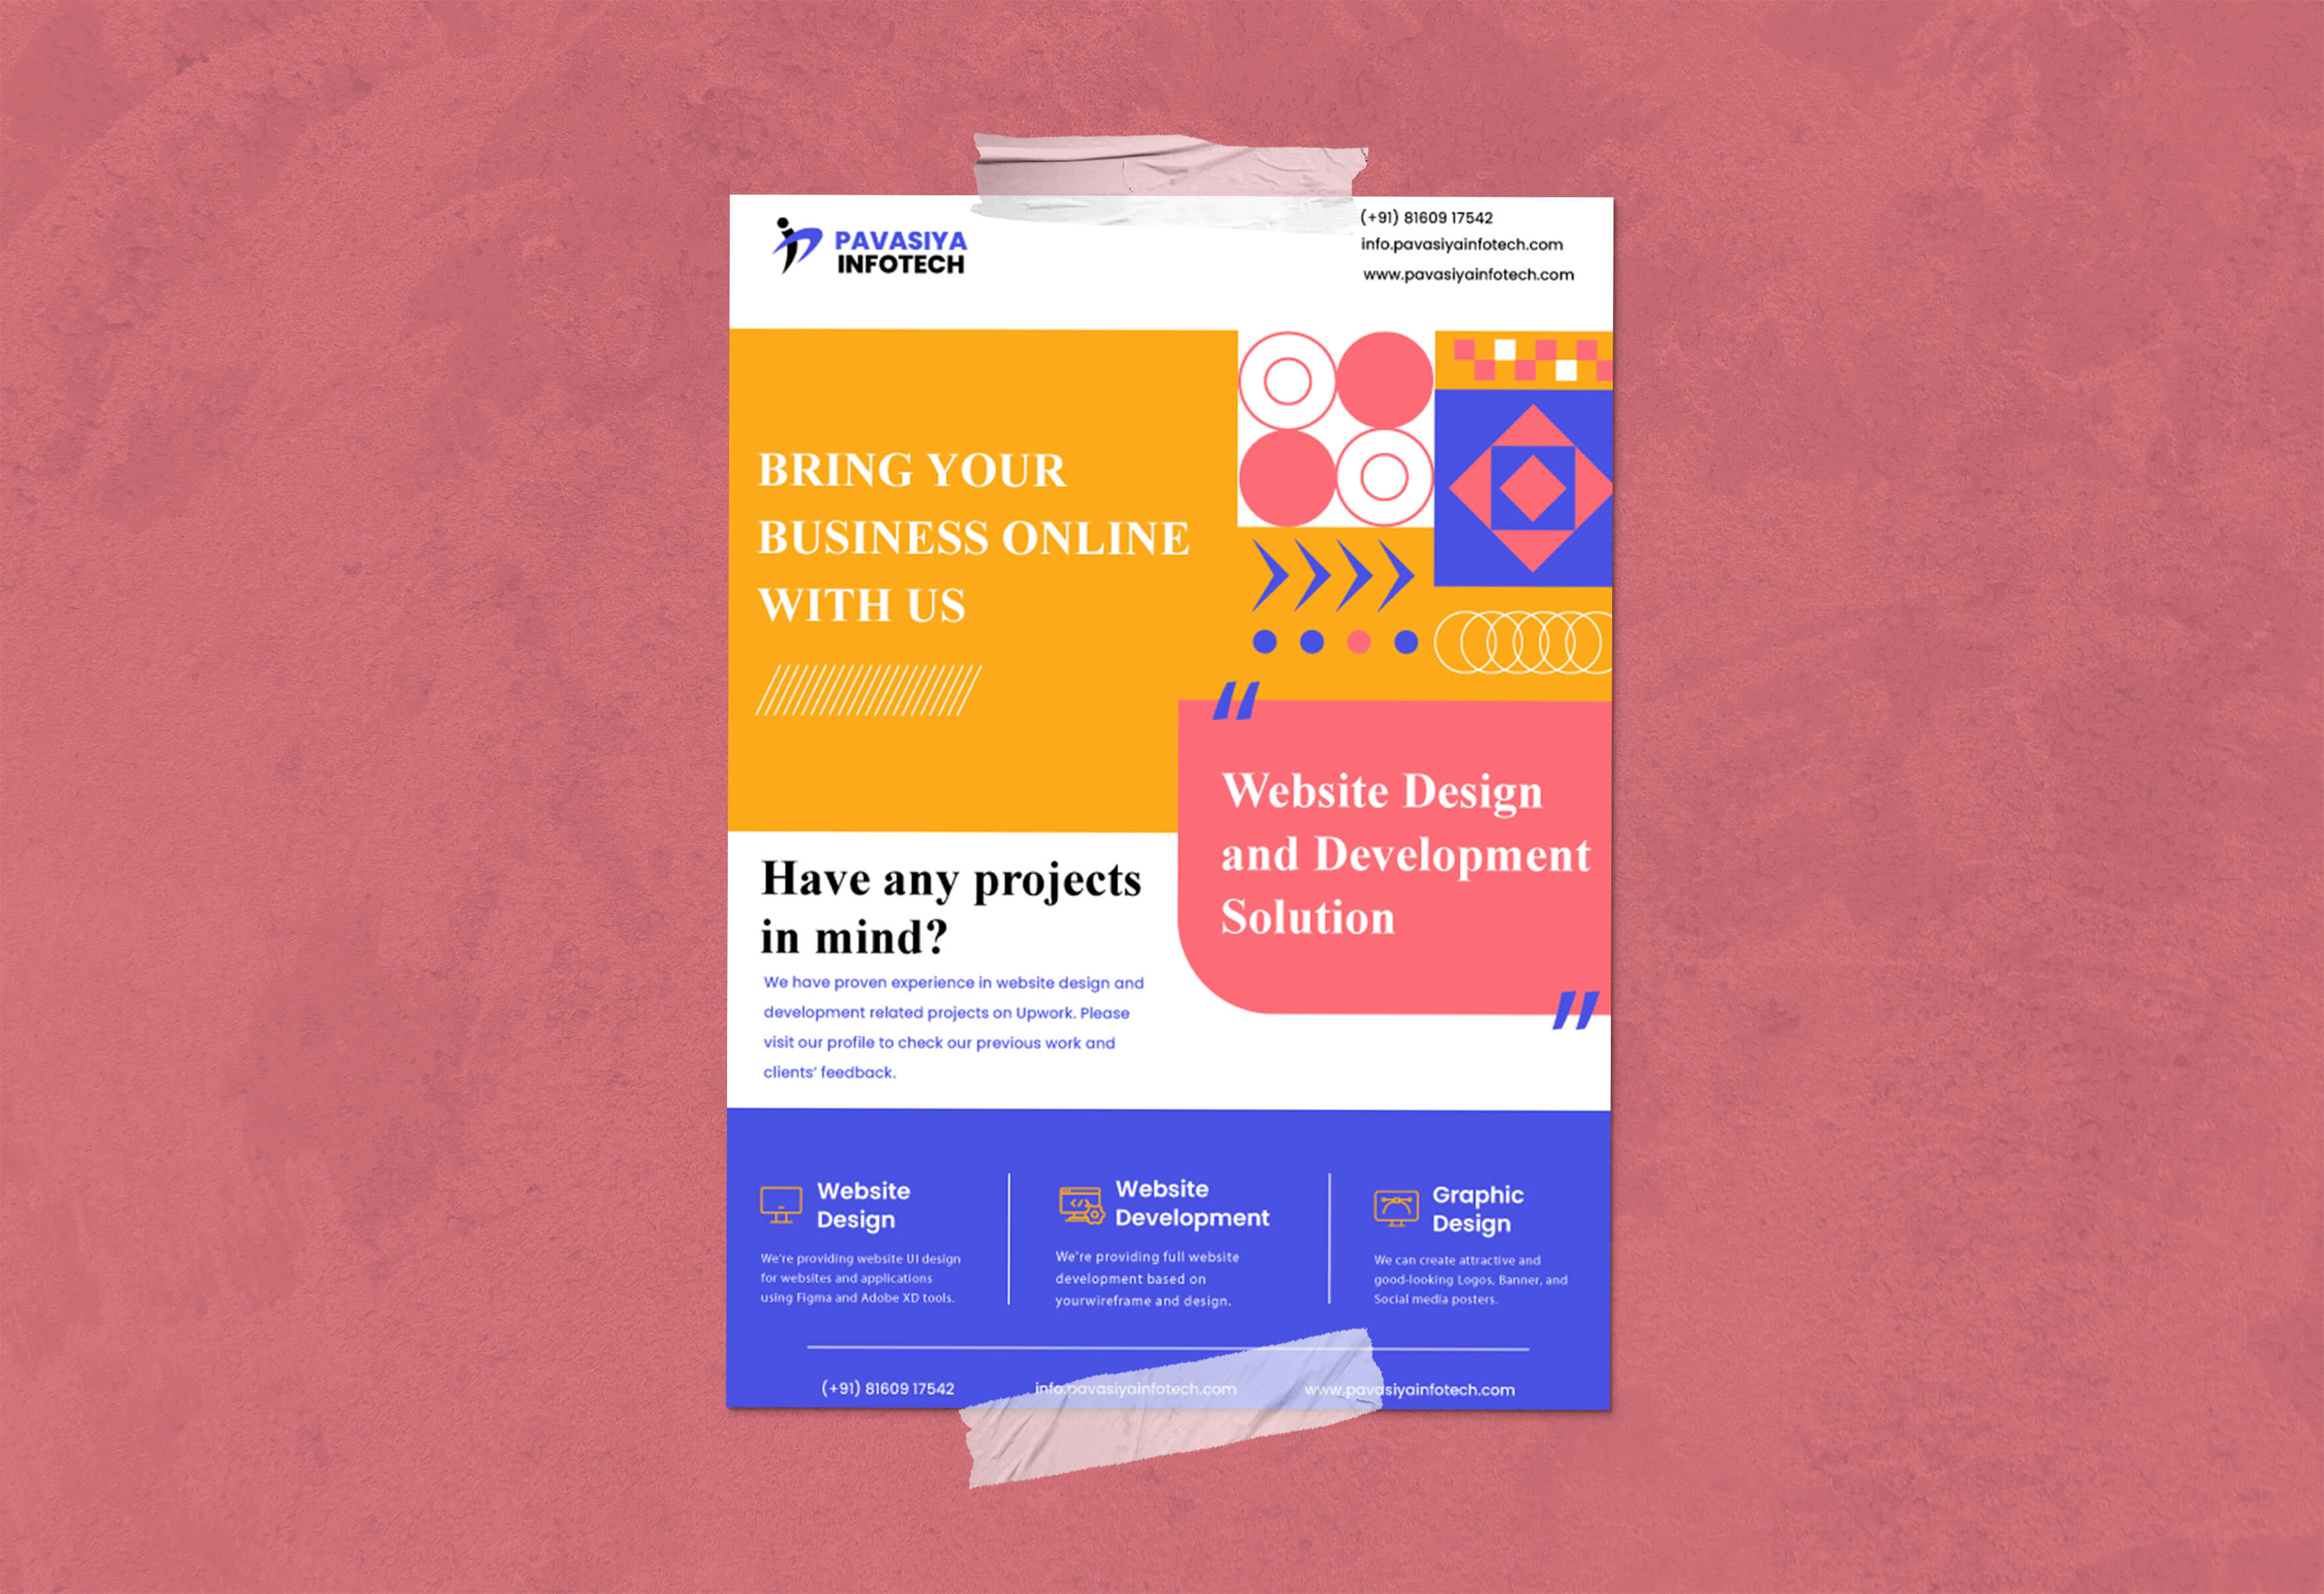 PAVASIYA
INFOTECH
(+91) 81609 17542
info.pavasiyainfotech.com
www.pavasiyainfotech.com
BRING YOUR
BUSINESS ONLINE
WITH US
“
Website Design
and Development
Solution
”
Have any projects
in mind?
We have proven experience in website design and
development related projects on Upwork. Please
visit our profile to check our previous work and
clients’ feedback.
Website
Design
We're providing website UI design
for websites and applications
using Figma and Adobe XD tools.
Website
Development
We're providing full website
development based on
yourwireframe and design.
Graphic
Design
We can create attractive and
good-looking Logos, Banner, and
Social media posters.
(+91) 81609 17542
info.pavasiyainfotech.com
www.pavasiyainfotech.com